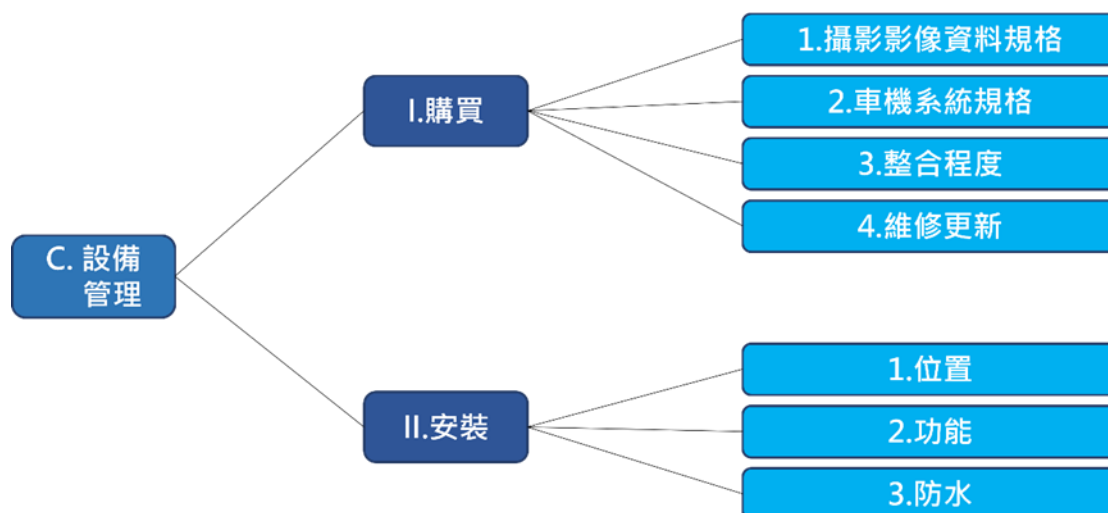 C. 設備
管理
I.購買
1.攝影影像資料規格
2.車機系統規格
3.整合程度
4.維修更新
II.安裝
1.位置
2.功能
3.防水